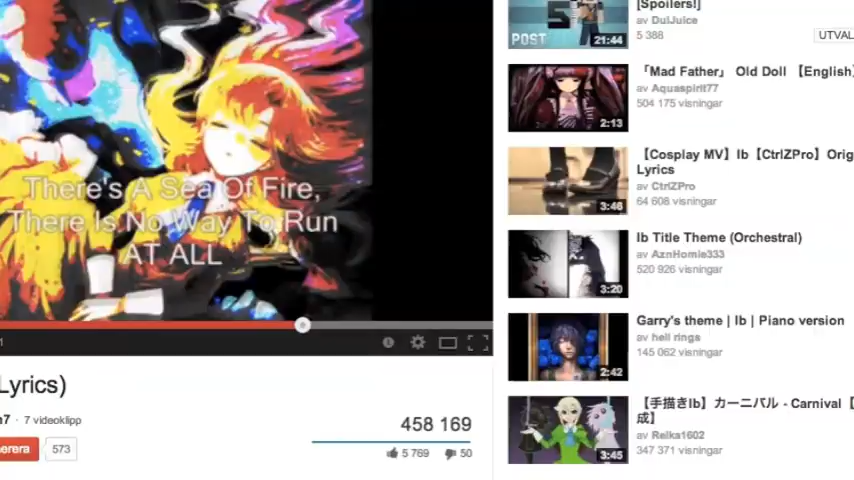 There's A Sea Of Fire,
There Is No Way To Run
AT ALL
1
Lyrics)
n7 · 7 videoklipp
erera
573
458 169
5 769
50
[Spoilers!]
av DulJuice
5 388
UTVAL
POST
21:44
「Mad Father」 Old Doll 【English】
av Aquaspirit77
504 175 visningar
2:13
【Cosplay MV】Ib【CtrlZPro】Orig
Lyrics
av CtrlZPro
64 608 visningar
3:46
Ib Title Theme (Orchestral)
av AznHomie333
520 926 visningar
3:20
Garry's theme | Ib | Piano version
av hell rings
145 062 visningar
2:42
【手描きIb】カーニバル - Carnival【
成】
av Reiks1602
347 371 visningar
3:45